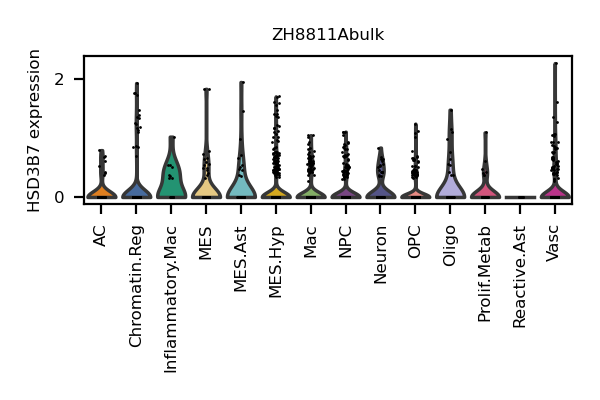 ZH8811Abulk
HSD3B7 expression
2
0
AC
Chromatin.Reg
Inflammatory.Mac
MES
MES.Ast
MES.Hyp
Mac
NPC
Neuron
OPC
Oligo
Prolif.Metab
Reactive.Ast
Vasc